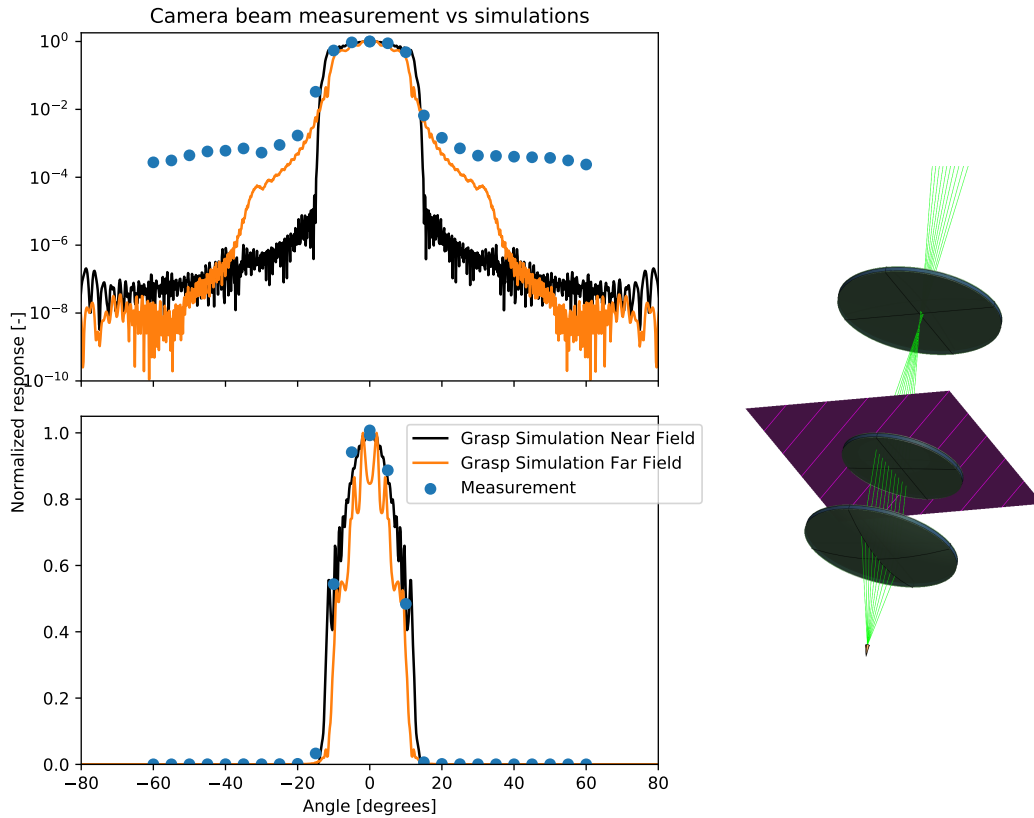 Camera beam measurement vs simulations
10⁰
10⁻²
10⁻⁴
10⁻⁶
10⁻⁸
10⁻¹⁰
Normalized response [-]
1.0
0.8
0.6
0.4
0.2
0.0
Grasp Simulation Near Field
Grasp Simulation Far Field
Measurement
−80 −60 −40 −20 0 20 40 60 80
Angle [degrees]